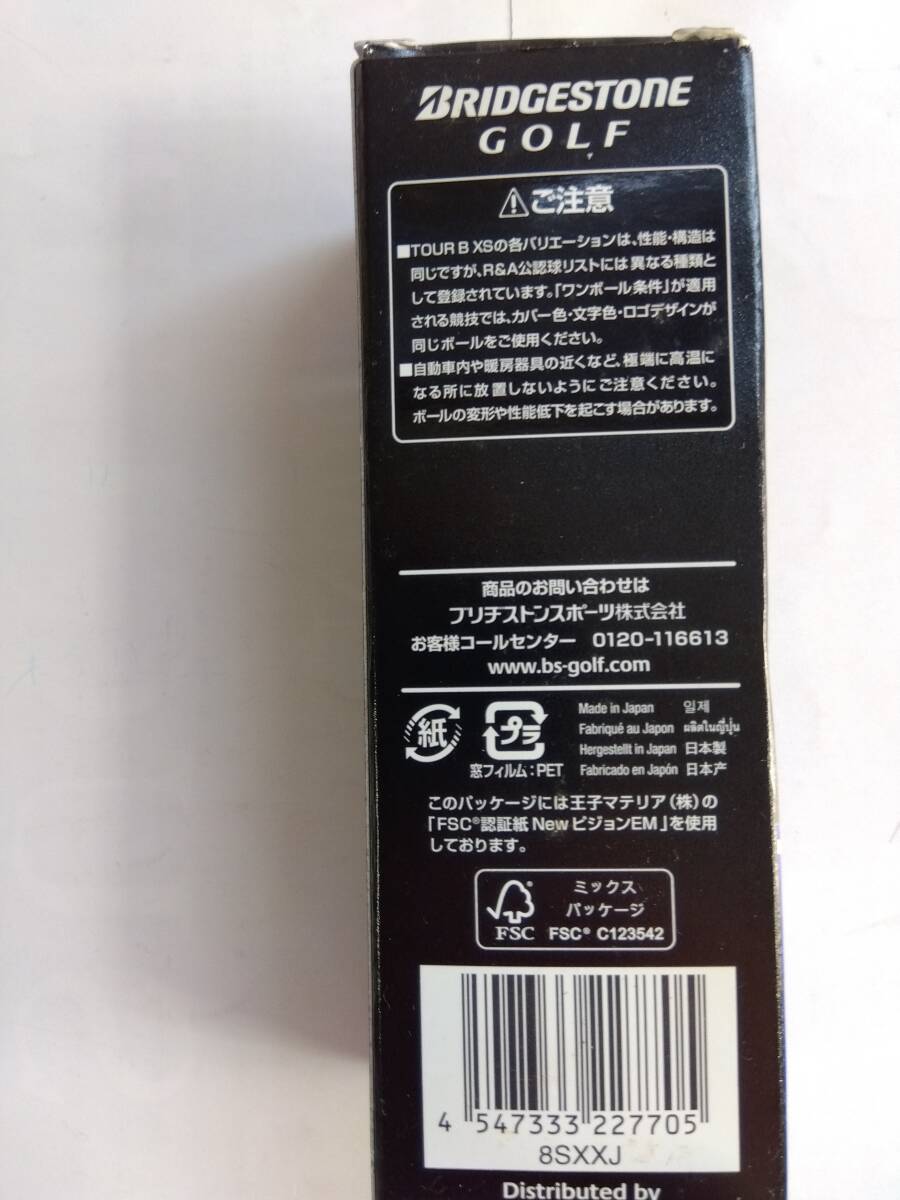 BRIDGESTONE
GOLF
ご注意
■TOUR B XSの各バリエーションは、性能・構造は
同じですが、R&A公認球リストには異なる種類と
して登録されています。「ワンボール条件」が適用
される競技では、カバー色・文字色・ロゴデザインが
同じボールをご使用ください。
■自動車内や暖房器具の近くなど、極端に高温に
なる所に放置しないようにご注意ください。
ボールの変形や性能低下を起こす場合があります。
商品のお問い合わせは
ブリヂストンスポーツ株式会社
お客様コールセンター 0120-116613
www.bs-golf.com
紙
プラ
窓フィルム:PET
Made in Japan 일제
Fabriqué au Japon ผลิตในญี่ปุ่น
Hergestellt in Japan 日本製
Fabricado en Japón 日本产
このパッケージには王子マテリア(株)の
「FSC®認証紙 New ピジョンEM」を使用
しております。
FSC
ミックス
パッケージ
FSC® C123542
4 547333 227705
8SXXJ
Distributed by